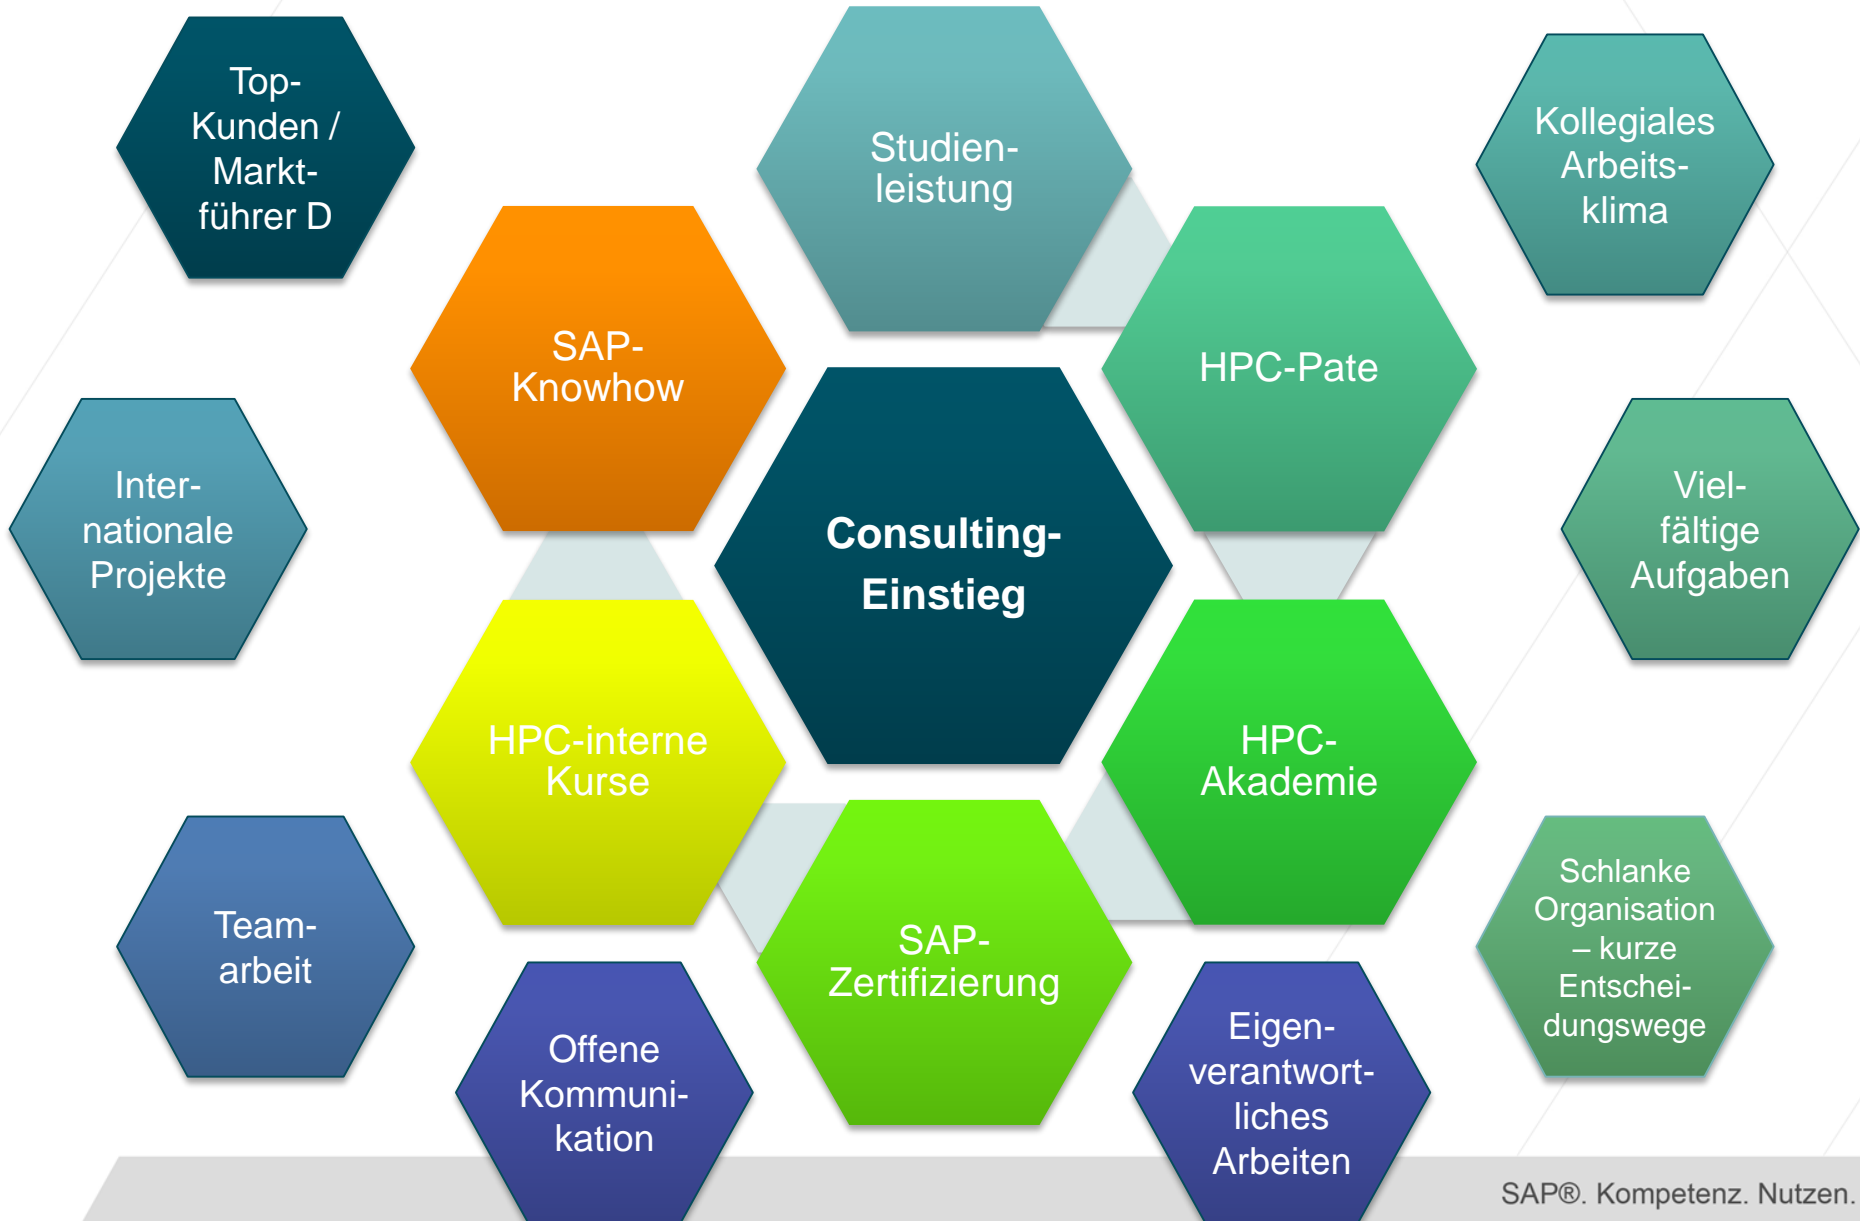 Top-
Kunden /
Markt-
führer D
Studien-
leistung
Kollegiales
Arbeits-
klima
SAP-
Knowhow
HPC-Pate
Inter-
nationale
Projekte
Consulting-
Einstieg
Viel-
fältige
Aufgaben
HPC-interne
Kurse
HPC-
Akademie
Team-
arbeit
SAP-
Zertifizierung
Schlanke
Organisation
– kurze
Entschei-
dungswege
Offene
Kommuni-
kation
Eigen-
verantwort-
liches
Arbeiten
SAP®. Kompetenz. Nutzen.